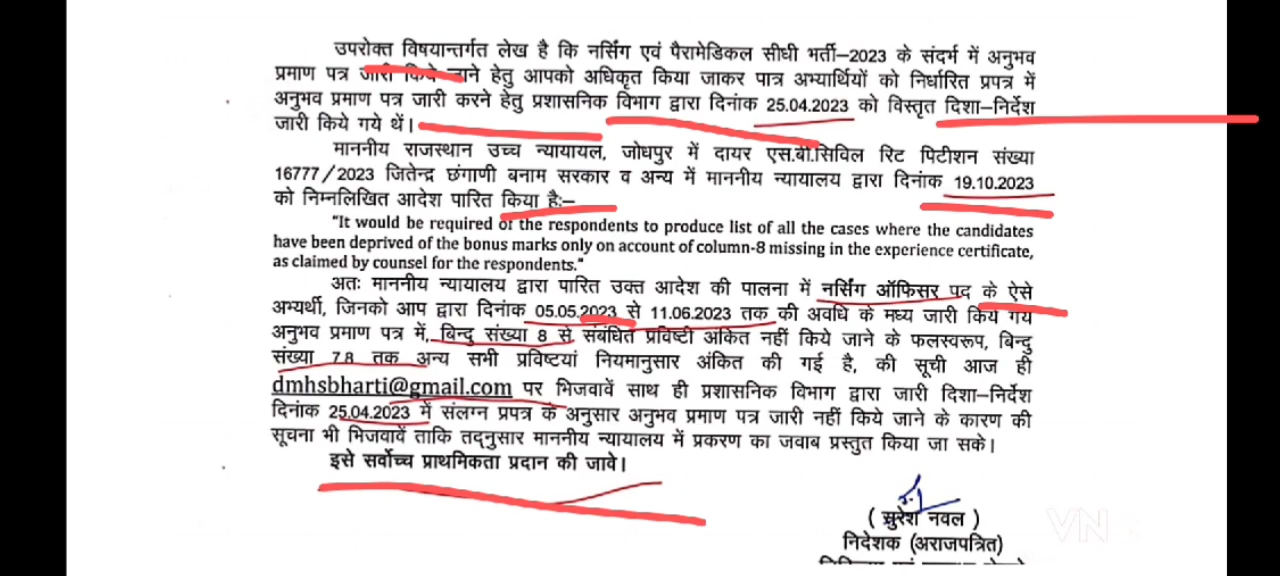 उपरोक्त विषयान्तर्गत लेख है कि नर्सिंग एवं पैरामेडिकल सीधी भर्ती–2023 के संदर्भ में अनुभव
प्रमाण पत्र जारी किये जाने हेतु आपको अधिकृत किया जाकर पात्र अभ्यार्थियों को निर्धारित प्रपत्र में
अनुभव प्रमाण पत्र जारी करने हेतु प्रशासनिक विभाग द्वारा दिनांक 25.04.2023 को विस्तृत दिशा–निर्देश
जारी किये गये थें।
माननीय राजस्थान उच्च न्यायायल, जोधपुर में दायर एस.बी.सिविल रिट पिटीशन संख्या
16777/2023 जितेन्द्र छंगाणी बनाम सरकार व अन्य में माननीय न्यायालय द्वारा दिनांक 19.10.2023
को निम्नलिखित आदेश पारित किया है:–
"It would be required of the respondents to produce list of all the cases where the candidates
have been deprived of the bonus marks only on account of column-8 missing in the experience certificate,
as claimed by counsel for the respondents."
अतः माननीय न्यायालय द्वारा पारित उक्त आदेश की पालना में नर्सिंग ऑफिसर पद के ऐसे
अभ्यर्थी, जिनको आप द्वारा दिनांक 05.05.2023 से 11.06.2023 तक की अवधि के मध्य जारी किये गये
अनुभव प्रमाण पत्र में, बिन्दु संख्या 8 से संबंधित प्रविष्टी अंकित नहीं किये जाने के फलस्वरूप, बिन्दु
संख्या 7.8 तक अन्य सभी प्रविष्टयां नियमानुसार अंकित की गई है, की सूची आज ही
dmhsbharti@gmail.com पर भिजवावें साथ ही प्रशासनिक विभाग द्वारा जारी दिशा–निर्देश
दिनांक 25.04.2023 में संलग्न प्रपत्र के अनुसार अनुभव प्रमाण पत्र जारी नहीं किये जाने के कारण की
सूचना भी भिजवावें ताकि तद्नुसार माननीय न्यायालय में प्रकरण का जवाब प्रस्तुत किया जा सके।
इसे सर्वोच्च प्राथमिकता प्रदान की जावे।
( सुरेश नवल )
निदेशक (अराजपत्रित)
VN